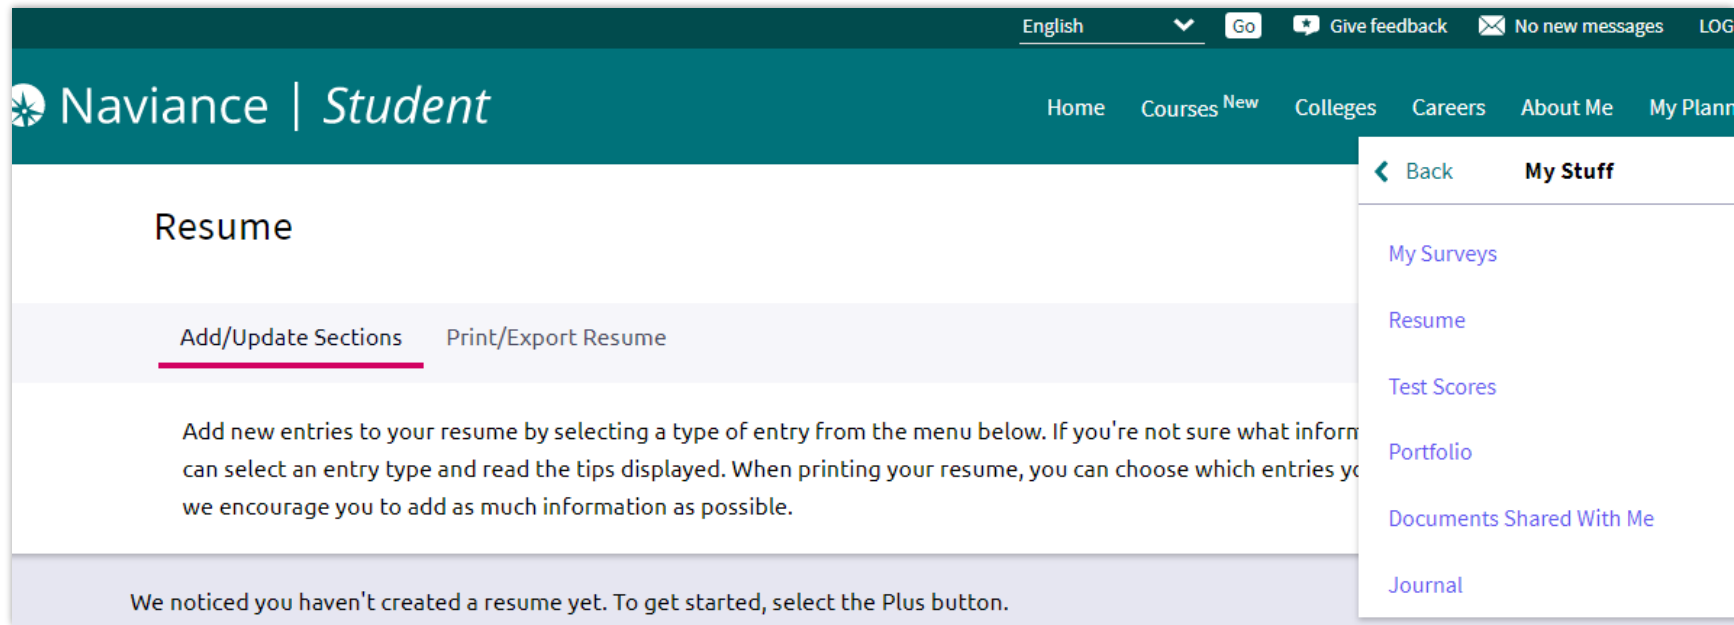 English Go Give feedback No new messages LOG
Naviance | Student
Home Courses New Colleges Careers About Me My Plann
Back My Stuff
Resume
My Surveys
Resume
Add/Update Sections Print/Export Resume
Test Scores
Add new entries to your resume by selecting a type of entry from the menu below. If you're not sure what inform
can select an entry type and read the tips displayed. When printing your resume, you can choose which entries yo
we encourage you to add as much information as possible.
Portfolio
Documents Shared With Me
Journal
We noticed you haven't created a resume yet. To get started, select the Plus button.